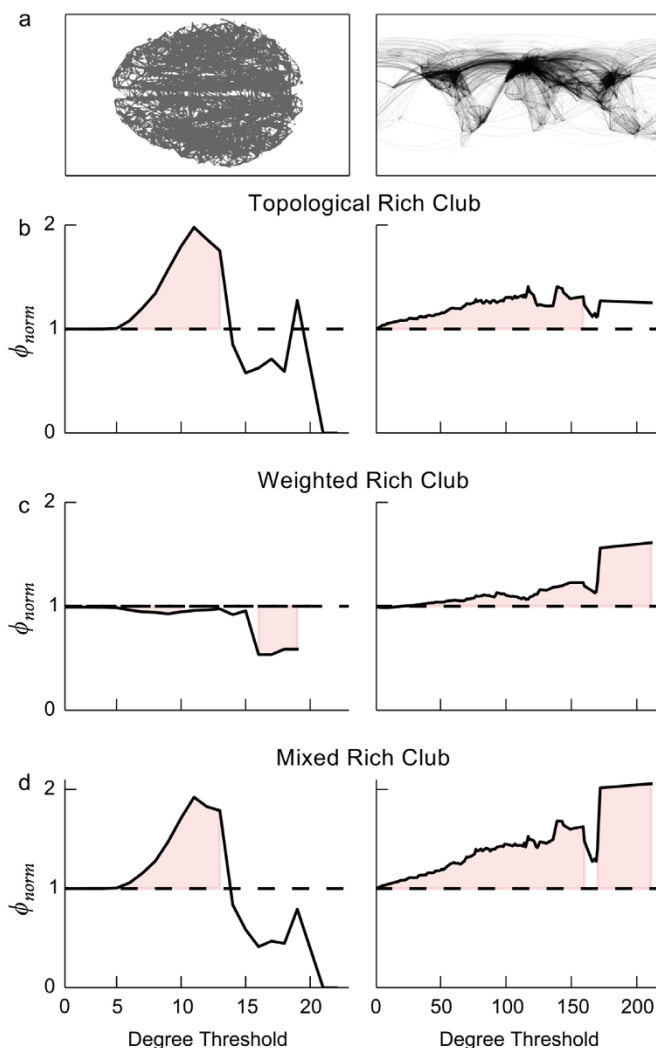 a
Topological Rich Club
b
2
1
0
ϕnorm
Weighted Rich Club
c
2
1
0
ϕnorm
Mixed Rich Club
d
2
1
0
ϕnorm
0 5 10 15 20 0 50 100 150 200
Degree Threshold Degree Threshold